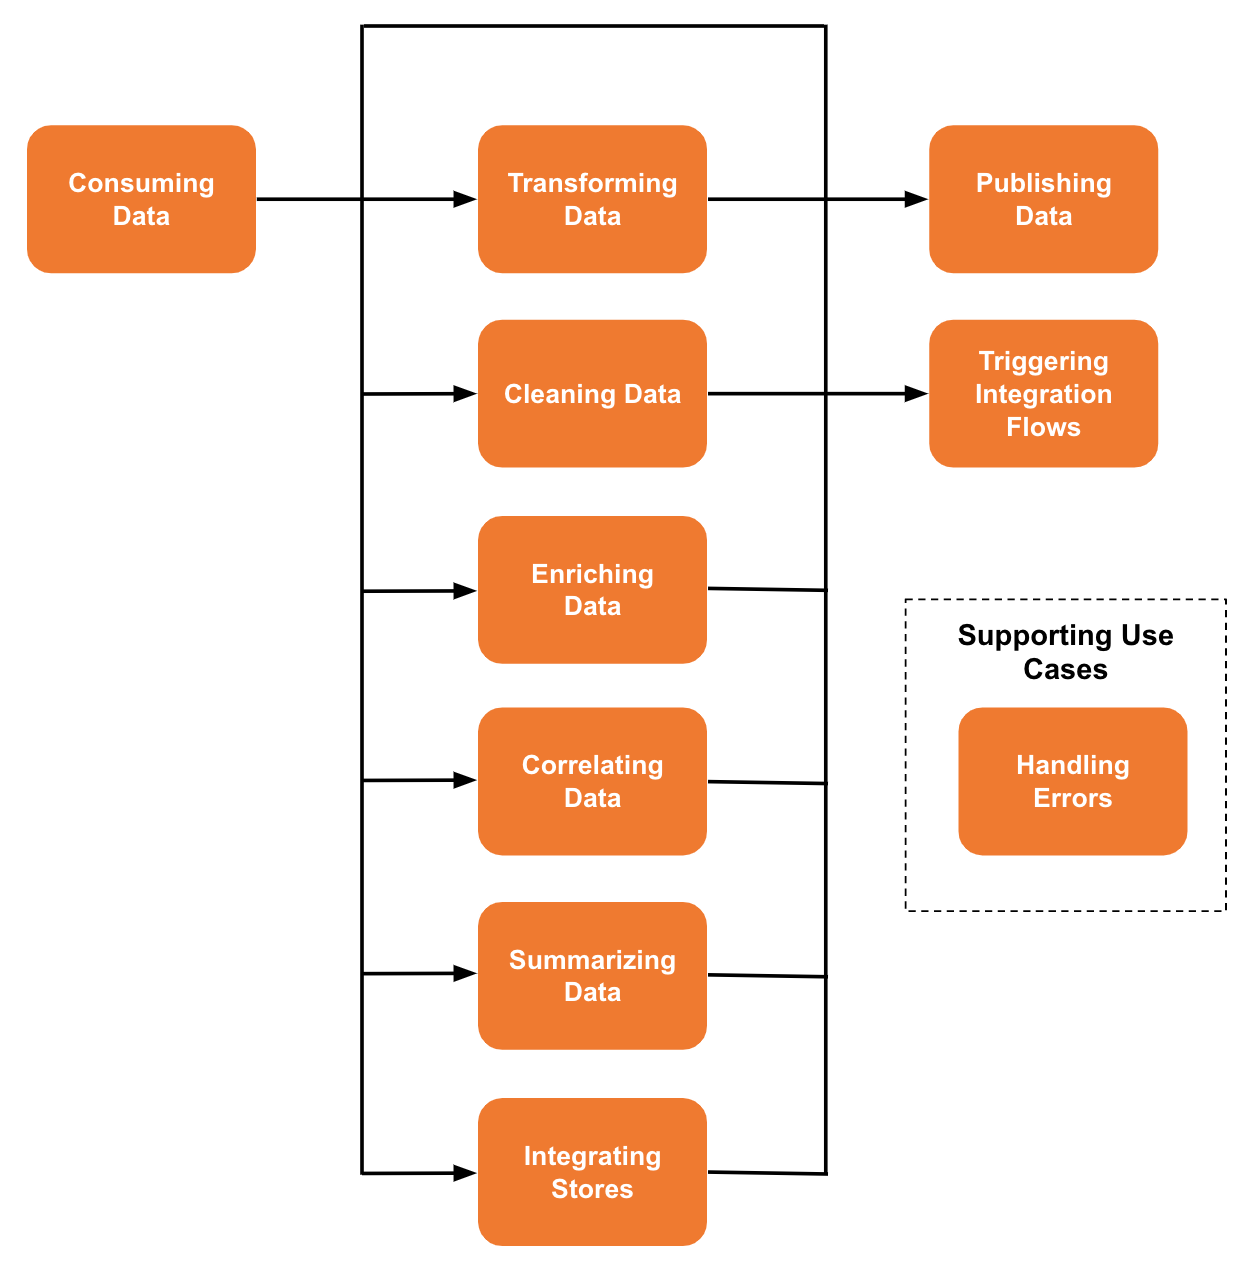 Consuming
Data
Transforming
Data
Publishing
Data
Cleaning Data
Triggering
Integration
Flows
Enriching
Data
Supporting Use
Cases
Correlating
Data
Handling
Errors
Summarizing
Data
Integrating
Stores